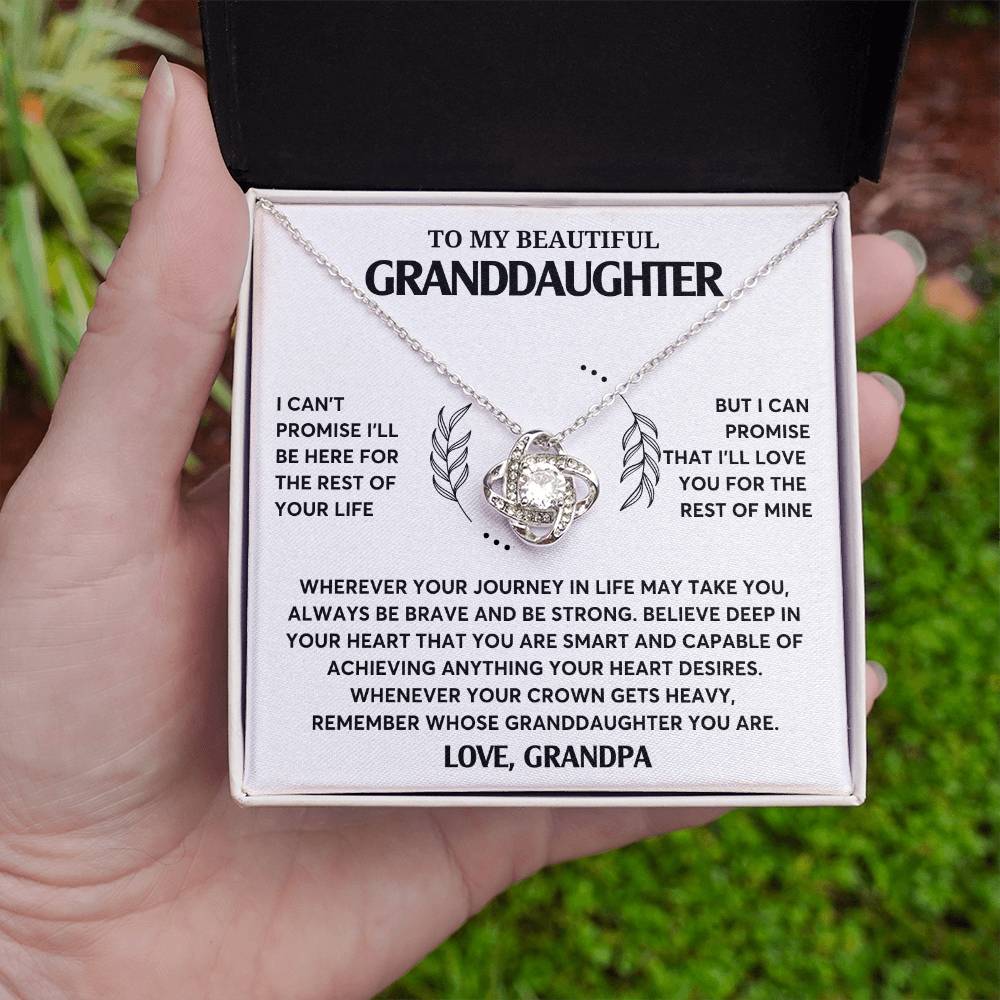 TO MY BEAUTIFUL
GRANDDAUGHTER
I CAN'T
PROMISE I'LL
BE HERE FOR
THE REST OF
YOUR LIFE
BUT I CAN
PROMISE
THAT I'LL LOVE
YOU FOR THE
REST OF MINE
WHEREVER YOUR JOURNEY IN LIFE MAY TAKE YOU,
ALWAYS BE BRAVE AND BE STRONG. BELIEVE DEEP IN
YOUR HEART THAT YOU ARE SMART AND CAPABLE OF
ACHIEVING ANYTHING YOUR HEART DESIRES.
WHENEVER YOUR CROWN GETS HEAVY,
REMEMBER WHOSE GRANDDAUGHTER YOU ARE.
LOVE, GRANDPA